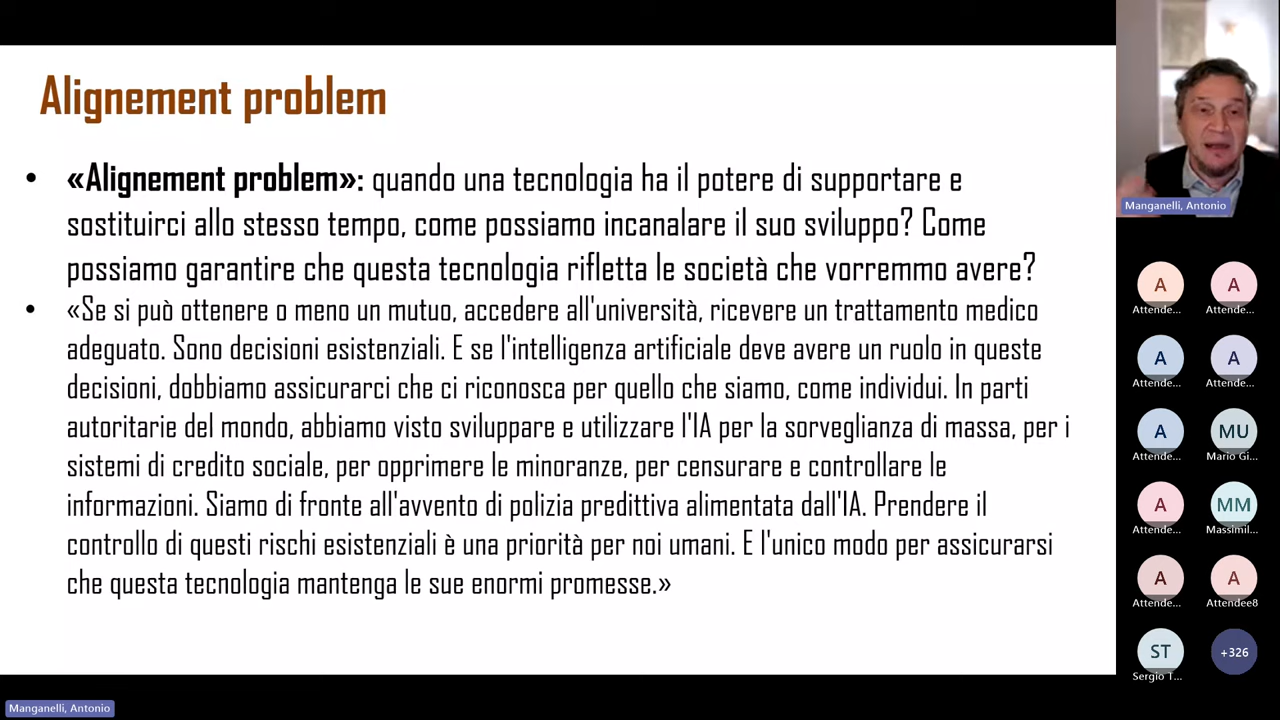 Alignement problem
• «Alignement problem»: quando una tecnologia ha il potere di supportare e
sostituirci allo stesso tempo, come possiamo incanalare il suo sviluppo? Come
possiamo garantire che questa tecnologia rifletta le società che vorremmo avere?
• «Se si può ottenere o meno un mutuo, accedere all'università, ricevere un trattamento medico
adeguato. Sono decisioni esistenziali. E se l'intelligenza artificiale deve avere un ruolo in queste
decisioni, dobbiamo assicurarci che ci riconosca per quello che siamo, come individui. In parti
autoritarie del mondo, abbiamo visto sviluppare e utilizzare l'IA per la sorveglianza di massa, per i
sistemi di credito sociale, per opprimere le minoranze, per censurare e controllare le
informazioni. Siamo di fronte all'avvento di polizia predittiva alimentata dall'IA. Prendere il
controllo di questi rischi esistenziali è una priorità per noi umani. E l'unico modo per assicurarsi
che questa tecnologia mantenga le sue enormi promesse.»
Manganelli, Antonio
A A
Attende... Attende...
A A
Attende... Attende...
A MU
Attende... Mario Gi...
A MM
Attende... Massimil...
A A
Attende... Attendee8
ST +326
Sergio T...
Manganelli, Antonio